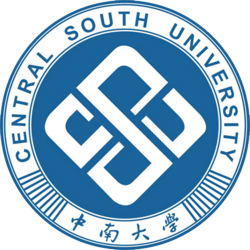 CENTRAL SOUTH UNIVERSITY
中南大学